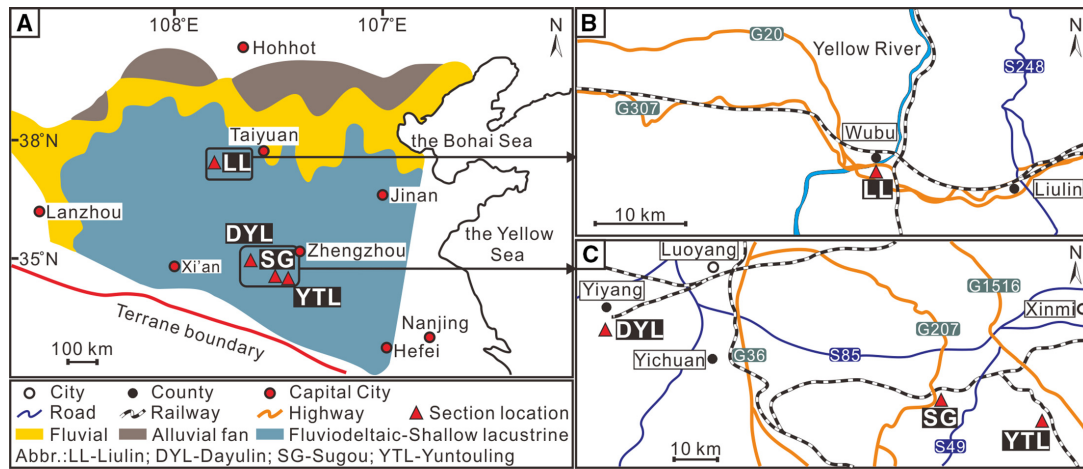 A
108°E
107°E
N
Hohhot
38°N
Taiyuan
the Bohai Sea
LL
Jinan
Lanzhou
DYL
the Yellow
Sea
SG
Zhengzhou
35°N
Xi'an
YTL
Terrane boundary
Nanjing
100 km
Hefei
City
County
Capital City
Road
Railway
Highway
Section location
Fluvial
Alluvial fan
Fluviodeltaic-Shallow lacustrine
Abbr.:LL-Liulin; DYL-Dayulin; SG-Sugou; YTL-Yuntouling
B
G20
Yellow River
N
S248
G307
Wubu
LL
Liulin
10 km
C
Luoyang
N
Yiyang
G1516
Xinmi
DYL
G207
Yichuan
G36
S85
SG
YTL
10 km
S49